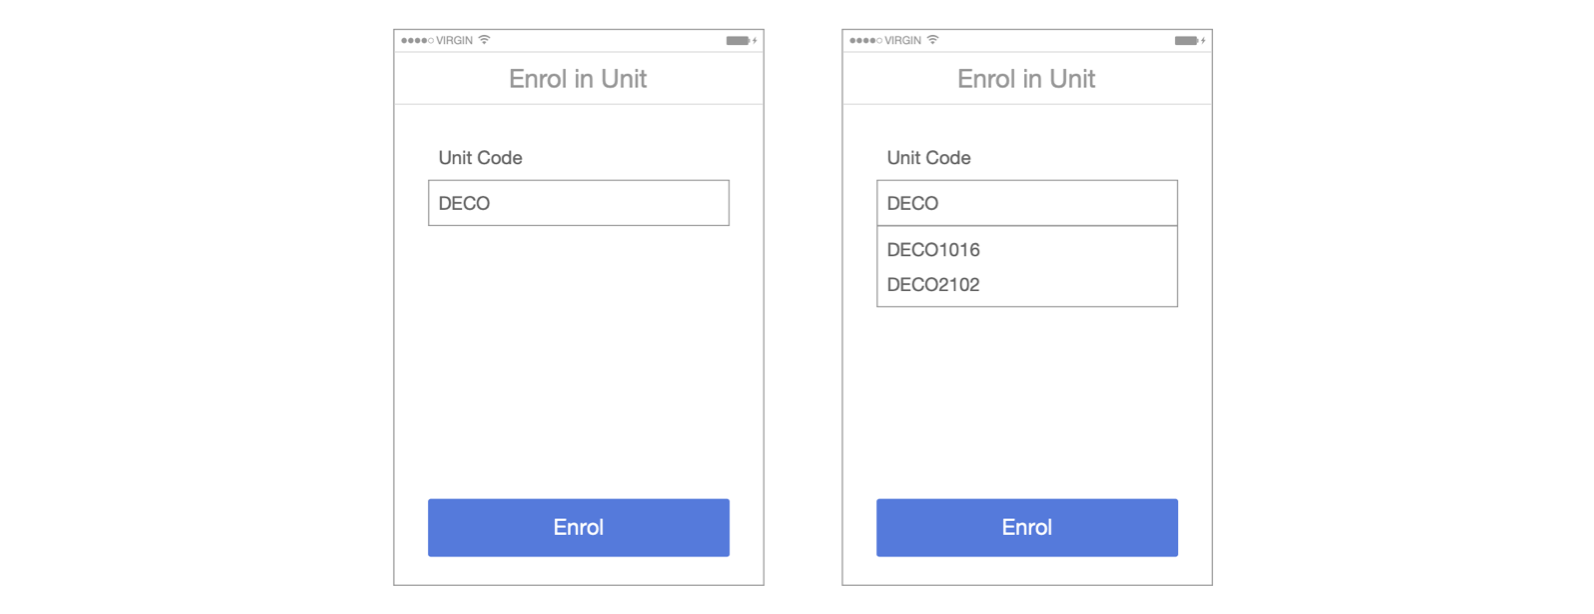 VIRGIN
Enrol in Unit
Unit Code
DECO
Enrol
VIRGIN
Enrol in Unit
Unit Code
DECO
DECO1016
DECO2102
Enrol